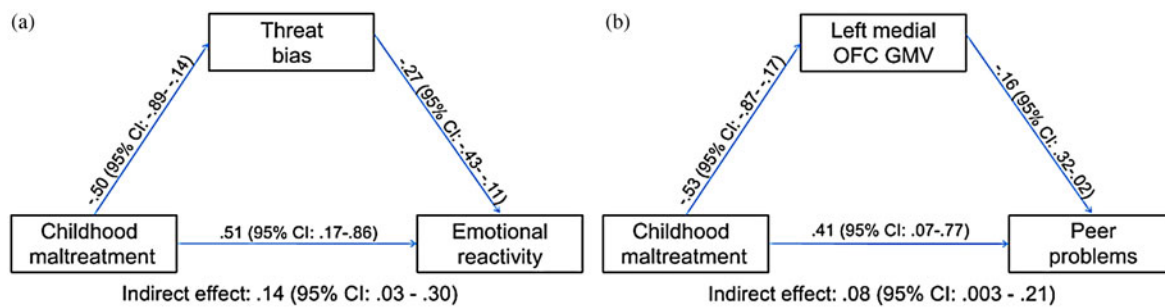 (a)
Threat
bias
-.50 (95% CI: -.89- -.14)
-.27 (95% CI: -.43- -.11)
Childhood
maltreatment
.51 (95% CI: .17-.86)
Emotional
reactivity
Indirect effect: .14 (95% CI: .03 - .30)
(b)
Left medial
OFC GMV
-.53 (95% CI: -.87- -.17)
-.16 (95% CI: .32-.02)
Childhood
maltreatment
.41 (95% CI: .07-.77)
Peer
problems
Indirect effect: .08 (95% CI: .003 - .21)